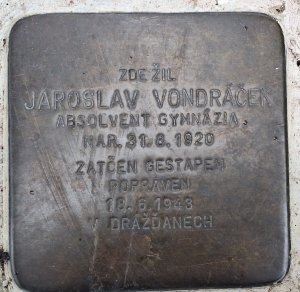 ZDE ŽIL
JAROSLAV VONDRÁČEK
ABSOLVENT GYMNÁZIA
NAR. 31. 8. 1920
ZATČEN GESTAPEM
POPRAVEN
18. 6. 1943
V DRÁŽĎANECH